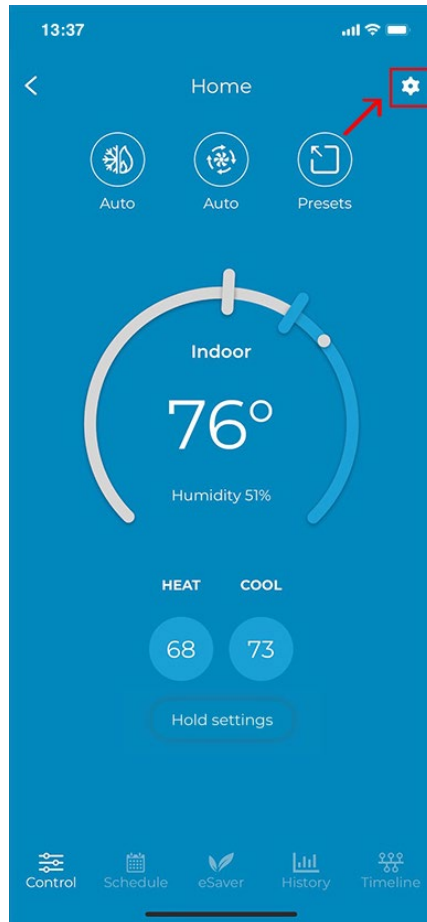 13:37
Home
Auto Auto Presets
Indoor
76°
Humidity 51%
HEAT COOL
68 73
Hold settings
Control Schedule eSaver History Timeline